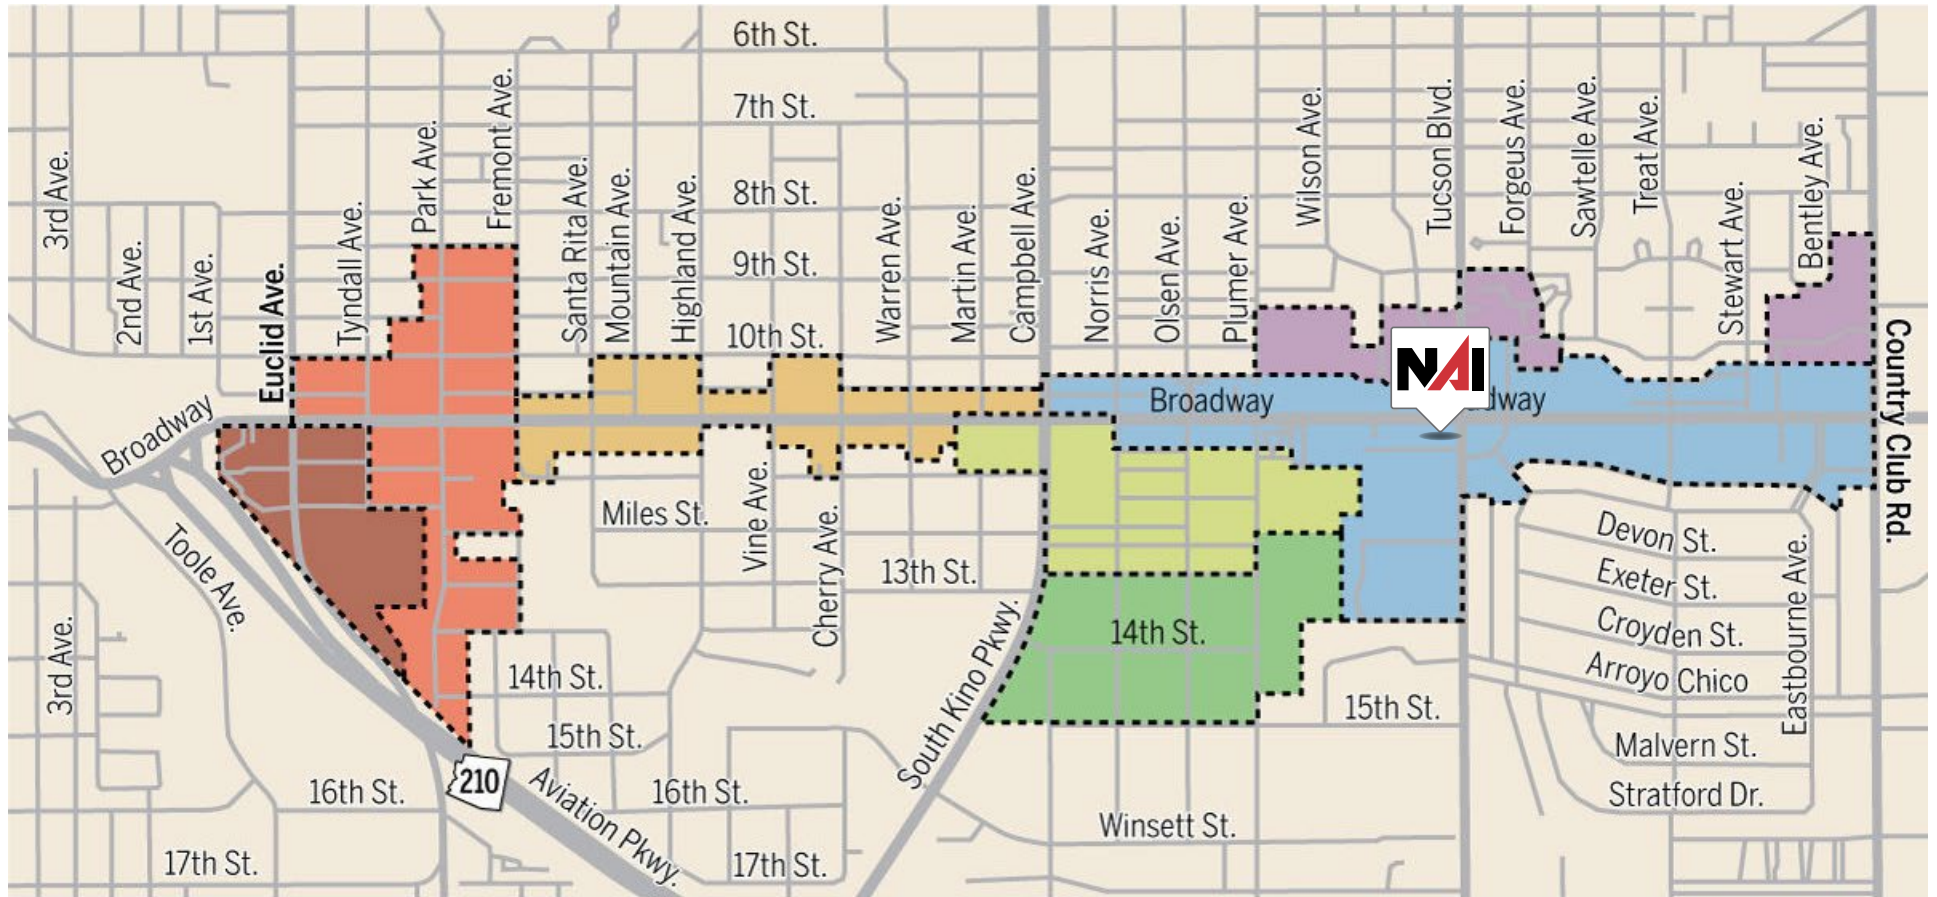 6th St.
7th St.
8th St.
9th St.
10th St.
3rd Ave.
2nd Ave.
1st Ave.
Euclid Ave.
Tyndall Ave.
Park Ave.
Fremont Ave.
Santa Rita Ave.
Mountain Ave.
Highland Ave.
Warren Ave.
Martin Ave.
Campbell Ave.
Norris Ave.
Olsen Ave.
Plumer Ave.
Wilson Ave.
Tucson Blvd.
Forgeus Ave.
Sawtelle Ave.
Treat Ave.
Stewart Ave.
Bentley Ave.
Country Club Rd.
NAI
Broadway
Broadway
dway
Toole Ave.
Miles St.
Vine Ave.
Cherry Ave.
13th St.
South Kino Pkwy.
14th St.
Devon St.
Exeter St.
Croyden St.
Arroyo Chico
Eastbourne Ave.
3rd Ave.
14th St.
15th St.
15th St.
Malvern St.
Stratford Dr.
210
Aviation Pkwy.
16th St.
16th St.
Winsett St.
17th St.
17th St.